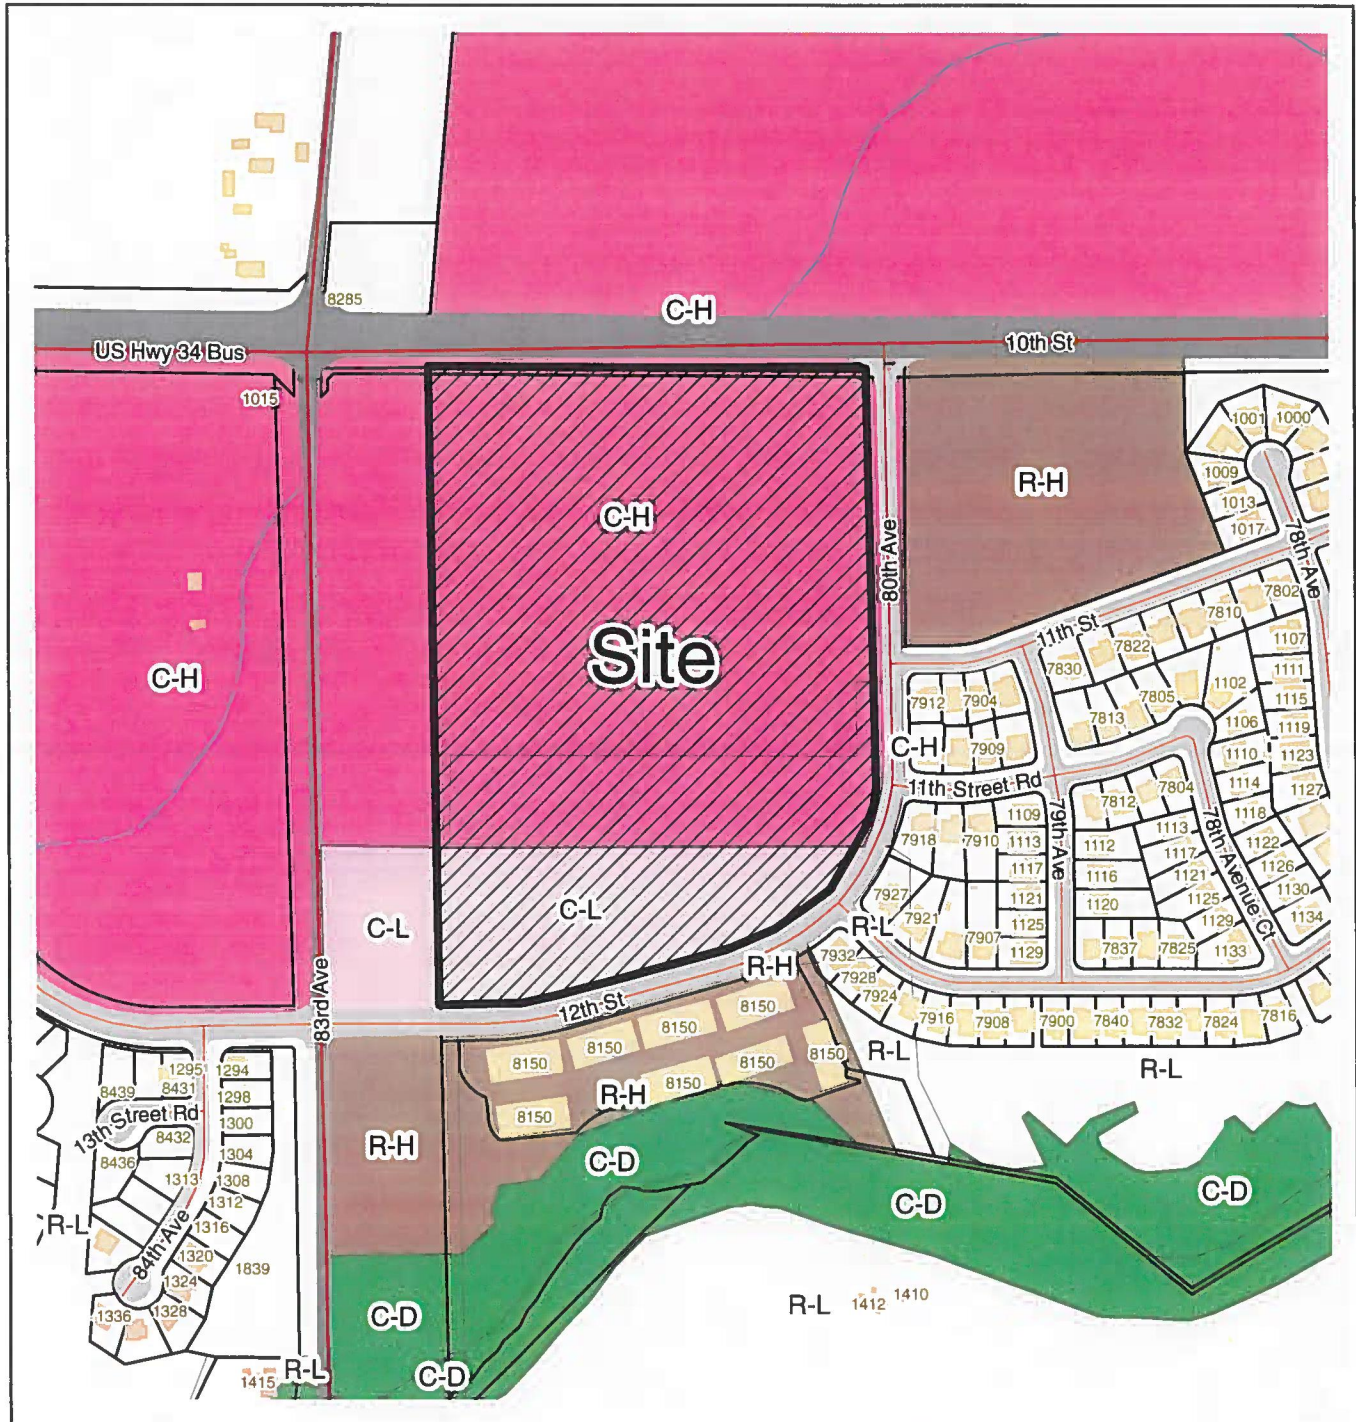 8285
C-H
US Hwy 34 Bus
10th St
1015
1001
1000
R-H
1009
C-H
1013
1017
78th Ave
80th Ave
7802
7810
11th St
7822
1107
Site
7830
1111
C-H
7805
1102
1115
7912
7904
7813
1106
1119
C-H
7909
1110
1123
11th Street Rd
7804
1114
1127
7812
1109
1118
7918
7910
79th Ave
1113
78th Avenue Ct
1113
1112
1122
1117
1117
1116
1121
1126
7927
1121
1120
1125
1130
C-L
C-L
7921
1125
1129
1134
R-L
7907
1129
7837
7825
1133
7932
R-H
7928
83rd Ave
7924
12th St
7916
7908
7900
7840
7832
7824
7816
8150
8150
8150
8150
8150
8150
8150
R-L
R-L
1295
1294
8439
8431
8150
R-H
1298
13th Street Rd
8150
1300
8432
R-H
1304
8436
C-D
1313
1308
C-D
C-D
1312
R-L
84th Ave
1316
1320
1839
1324
R-L
1412
1410
1336
1328
C-D
1415
R-L
C-D